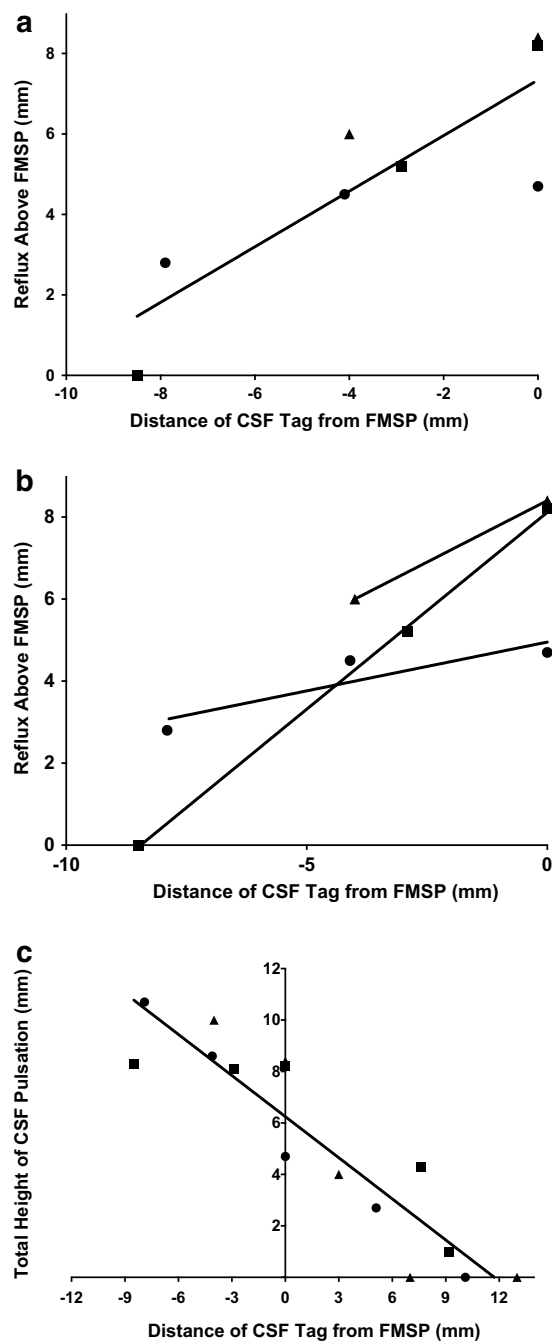 a
Reflux Above FMSP (mm)
8
6
4
2
0
-10 -8 -6 -4 -2 0
Distance of CSF Tag from FMSP (mm)
b
Reflux Above FMSP (mm)
8
6
4
2
0
-10 -5 0
Distance of CSF Tag from FMSP (mm)
c
Total Height of CSF Pulsation (mm)
12
10
8
6
4
2
-12 -9 -6 -3 0 3 6 9 12
Distance of CSF Tag from FMSP (mm)